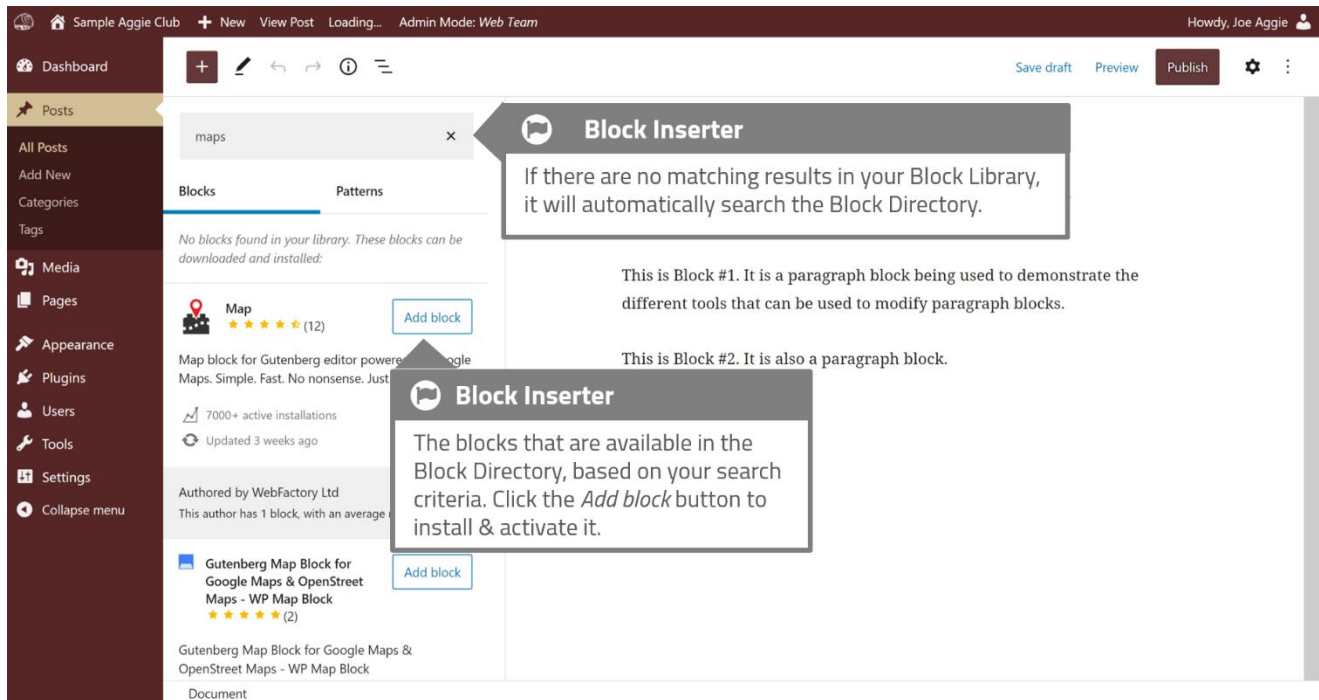 Sample Aggie Club
New
View Post
Loading...
Admin Mode: Web Team
Howdy, Joe Aggie
Dashboard
Posts
All Posts
Add New
Categories
Tags
Media
Pages
Appearance
Plugins
Users
Tools
Settings
Collapse menu
Save draft
Preview
Publish
maps
Blocks
Patterns
No blocks found in your library. These blocks can be
downloaded and installed:
Map
(12)
Add block
Map block for Gutenberg editor
Maps. Simple. Fast. No nonsense. Just
7000+ active installations
Updated 3 weeks ago
Authored by WebFactory Ltd
This author has 1 block, with an average
Gutenberg Map Block for
Google Maps & OpenStreet
Maps - WP Map Block
(2)
Add block
Gutenberg Map Block for Google Maps &
OpenStreet Maps - WP Map Block
Document
Block Inserter
If there are no matching results in your Block Library,
it will automatically search the Block Directory.
This is Block #1. It is a paragraph block being used to demonstrate the
different tools that can be used to modify paragraph blocks.
This is Block #2. It is also a paragraph block.
Block Inserter
The blocks that are available in the
Block Directory, based on your search
criteria. Click the Add block button to
install & activate it.